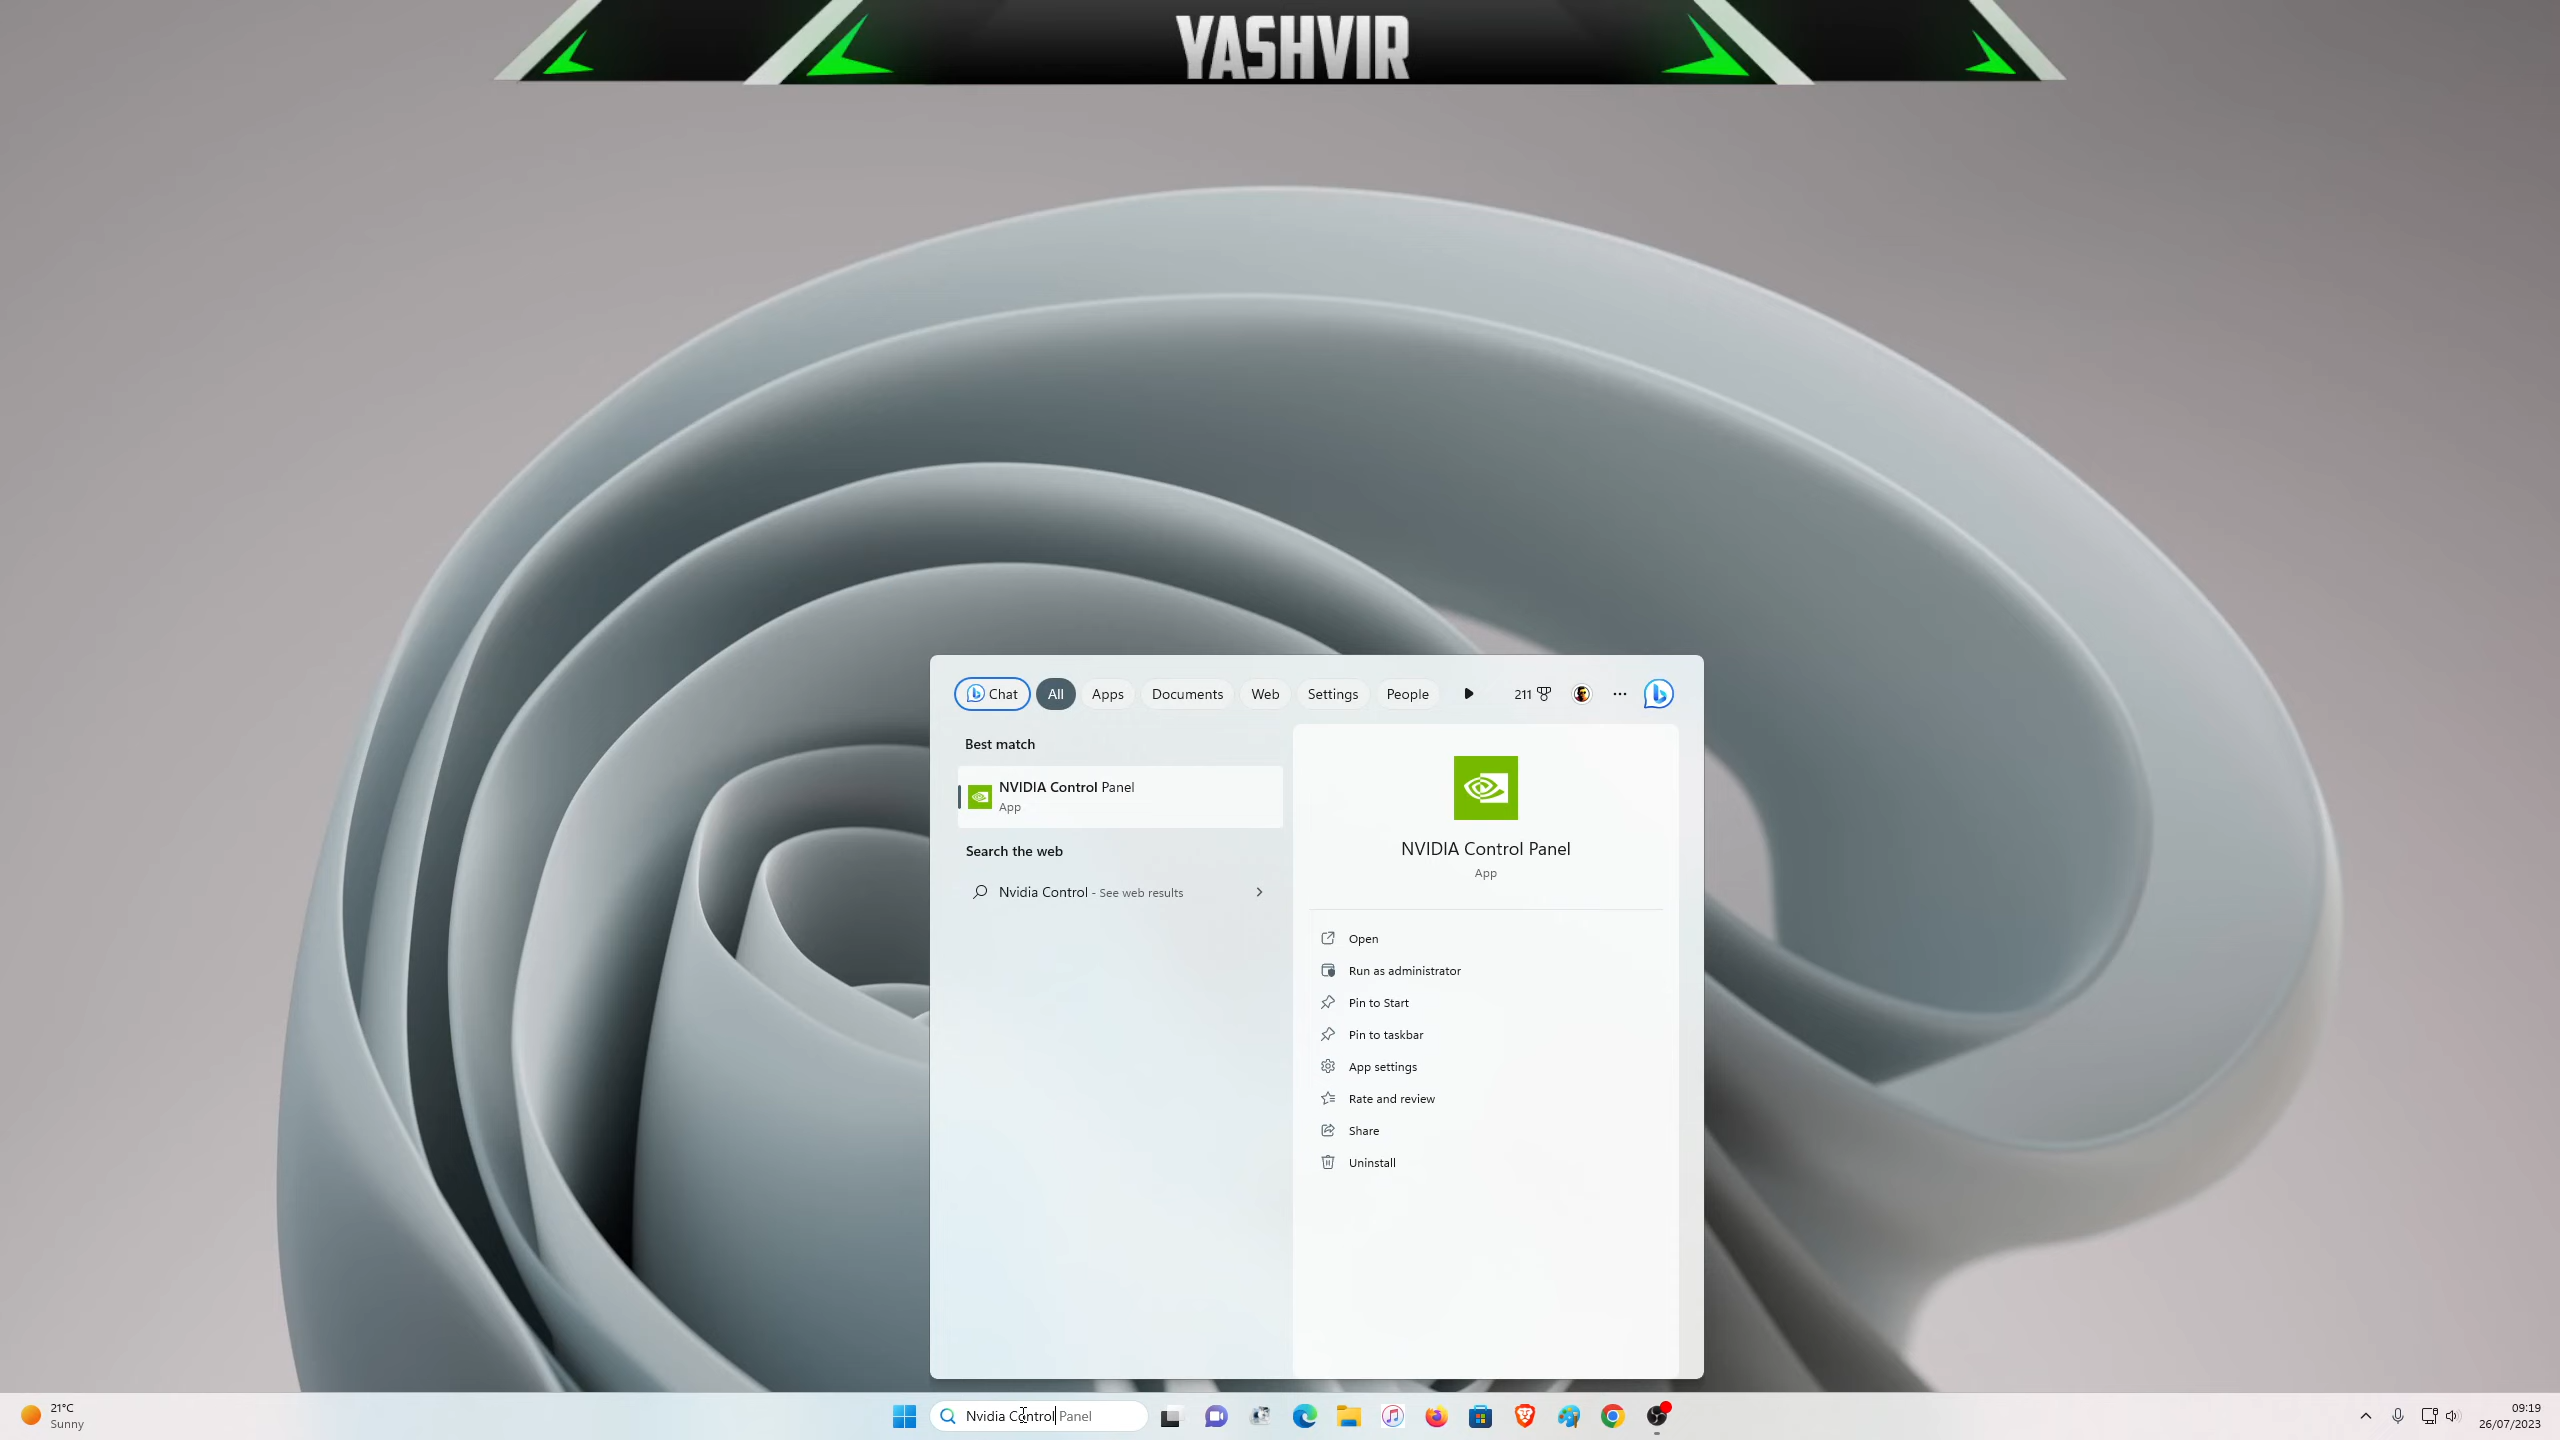 YASHVIR
Chat
All
Apps
Documents
Web
Settings
People
211
Best match
NVIDIA Control Panel
App
Search the web
Nvidia Control - See web results
NVIDIA Control Panel
App
Open
Run as administrator
Pin to Start
Pin to taskbar
App settings
Rate and review
Share
Uninstall
21°C
Sunny
Nvidia Control Panel
09:19
26/07/2023